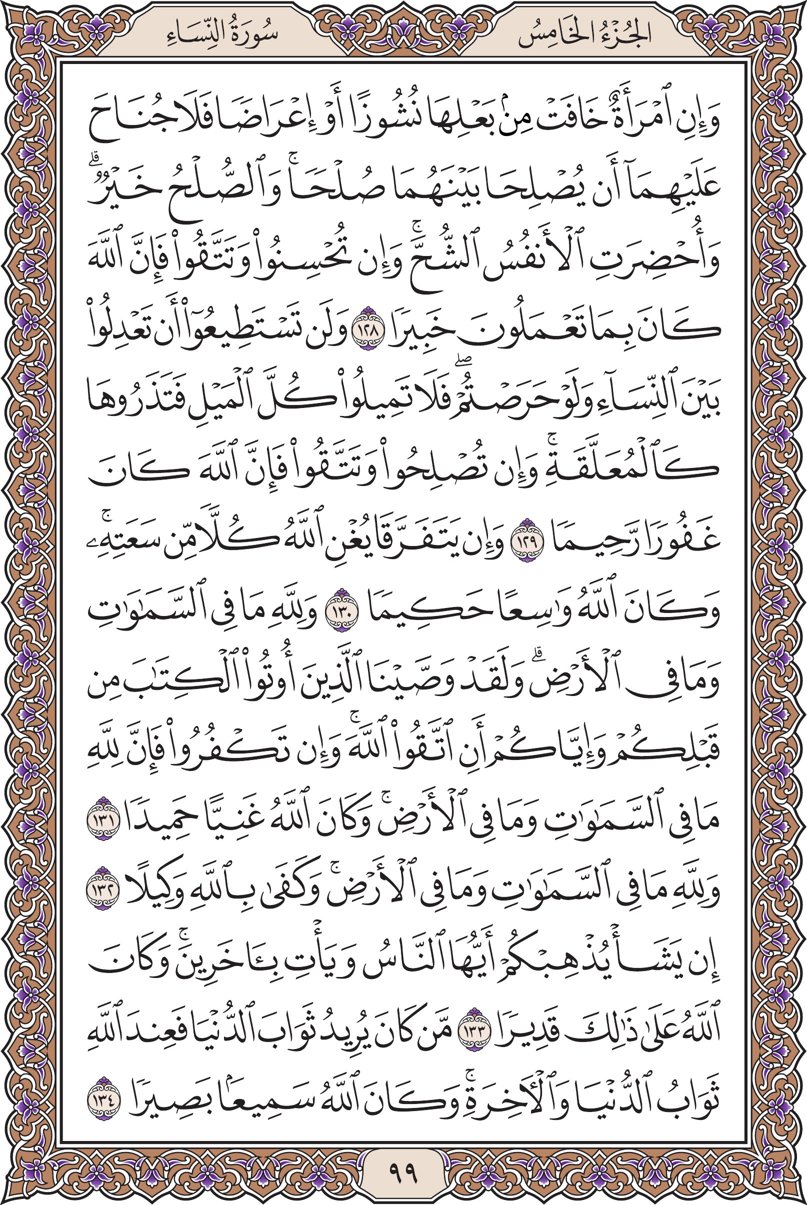 الجُزْءُ الخَامِسُ
سُورَةُ النِّسَاءِ
وَإِنِ ٱمْرَأَةٌ خَافَتْ مِنۢ بَعْلِهَا نُشُوزًا أَوْ إِعْرَاضًا فَلَا جُنَاحَ
عَلَيْهِمَآ أَن يُصْلِحَا بَيْنَهُمَا صُلْحًاۚ وَٱلصُّلْحُ خَيْرٌۗ
وَأُحْضِرَتِ ٱلْأَنفُسُ ٱلشُّحَّۚ وَإِن تُحْسِنُوا۟ وَتَتَّقُوا۟ فَإِنَّ ٱللَّهَ
كَانَ بِمَا تَعْمَلُونَ خَبِيرًا ١٢٨ وَلَن تَسْتَطِيعُوٓا۟ أَن تَعْدِلُوا۟
بَيْنَ ٱلنِّسَآءِ وَلَوْ حَرَصْتُمْۖ فَلَا تَمِيلُوا۟ كُلَّ ٱلْمَيْلِ فَتَذَرُوهَا
كَٱلْمُعَلَّقَةِۚ وَإِن تُصْلِحُوا۟ وَتَتَّقُوا۟ فَإِنَّ ٱللَّهَ كَانَ
غَفُورًا رَّحِيمًا ١٢٩ وَإِن يَتَفَرَّقَا يُغْنِ ٱللَّهُ كُلًّا مِّن سَعَتِهِۦۚ
وَكَانَ ٱللَّهُ وَٰسِعًا حَكِيمًا ١٣٠ وَلِلَّهِ مَا فِى ٱلسَّمَٰوَٰتِ
وَمَا فِى ٱلْأَرْضِۗ وَلَقَدْ وَصَّيْنَا ٱلَّذِينَ أُوتُوا۟ ٱلْكِتَٰبَ مِن
قَبْلِكُمْ وَإِيَّاكُمْ أَنِ ٱتَّقُوا۟ ٱللَّهَۚ وَإِن تَكْفُرُوا۟ فَإِنَّ لِلَّهِ
مَا فِى ٱلسَّمَٰوَٰتِ وَمَا فِى ٱلْأَرْضِۚ وَكَانَ ٱللَّهُ غَنِيًّا حَمِيدًا ١٣١
وَلِلَّهِ مَا فِى ٱلسَّمَٰوَٰتِ وَمَا فِى ٱلْأَرْضِۚ وَكَفَىٰ بِٱللَّهِ وَكِيلًا ١٣٢
إِن يَشَأْ يُذْهِبْكُمْ أَيُّهَا ٱلنَّاسُ وَيَأْتِ بِـَٔاخَرِينَۚ وَكَانَ
ٱللَّهُ عَلَىٰ ذَٰلِكَ قَدِيرًا ١٣٣ مَّن كَانَ يُرِيدُ ثَوَابَ ٱلدُّنْيَا فَعِندَ ٱللَّهِ
ثَوَابُ ٱلدُّنْيَا وَٱلْـَٔاخِرَةِۚ وَكَانَ ٱللَّهُ سَمِيعًۢا بَصِيرًا ١٣٤
٩٩